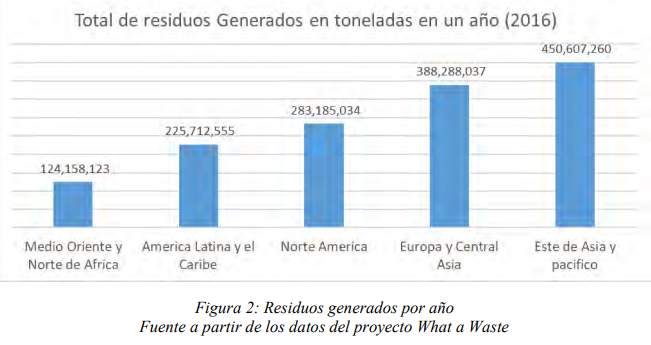 Total de residuos Generados en toneladas en un año (2016)
450,607,260
388,288,037
283,185,034
225,712,555
124,158,123
Medio Oriente y
Norte de Africa
America Latina y el
Caribe
Norte America
Europa y Central
Asia
Este de Asia y
pacifico
Figura 2: Residuos generados por año
Fuente a partir de los datos del proyecto What a Waste